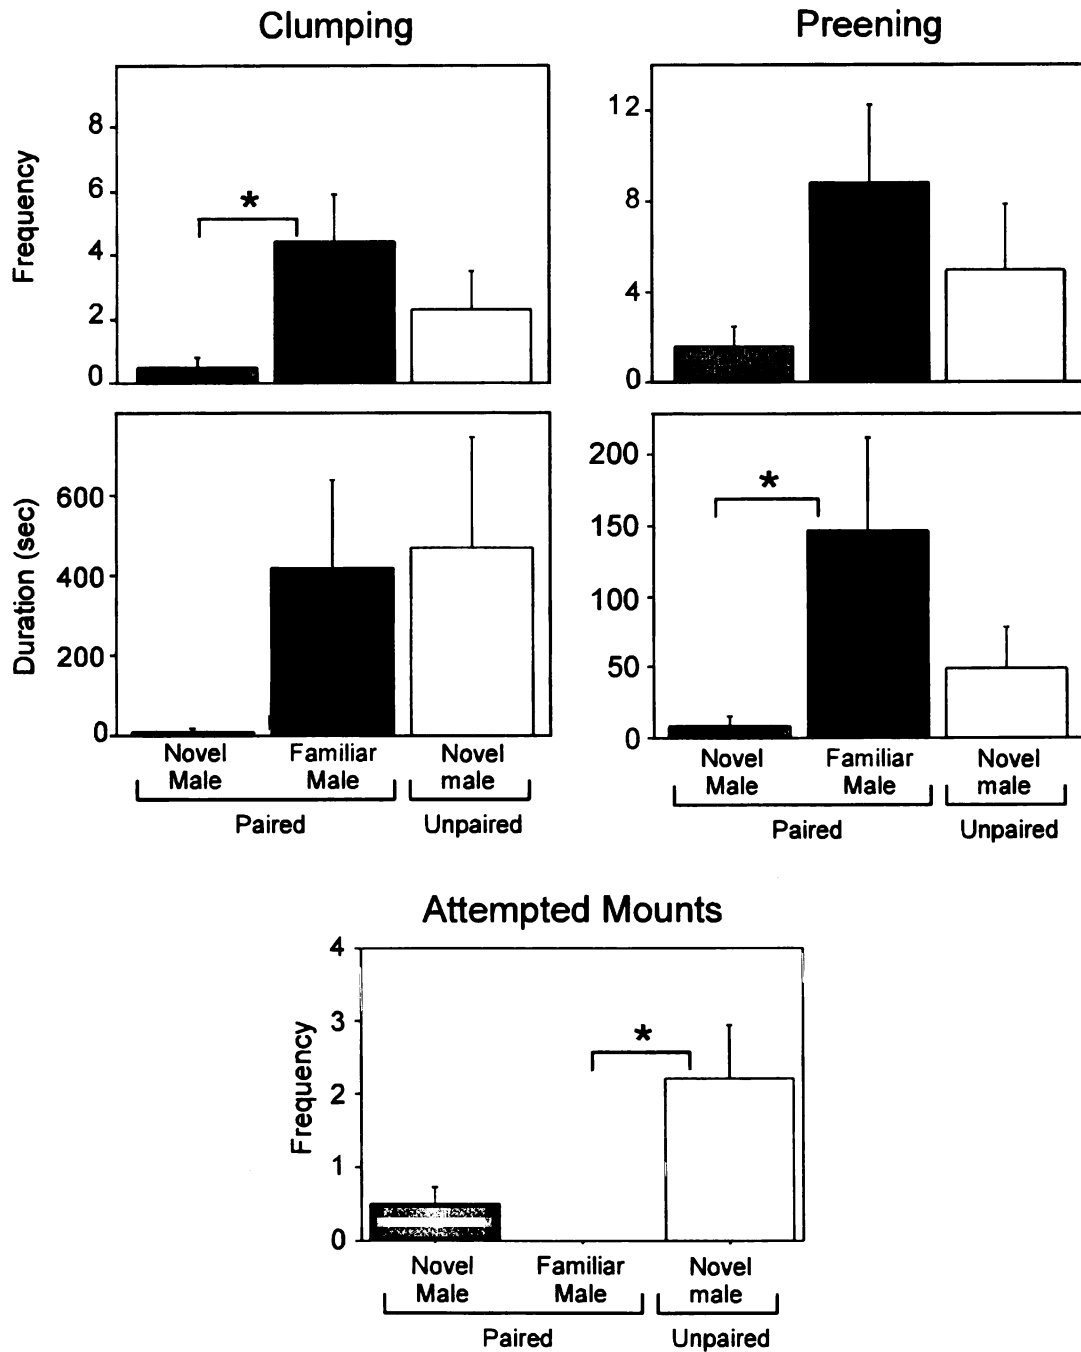 Clumping
Preening
Frequency
8
6
4
2
0
*
12
8
4
0
Duration (sec)
600
400
200
0
200
150
100
50
0
*
Novel Male
Familiar Male
Novel male
Paired
Unpaired
Novel Male
Familiar Male
Novel male
Paired
Unpaired
Attempted Mounts
Frequency
4
3
2
1
0
*
Novel Male
Familiar Male
Novel male
Paired
Unpaired